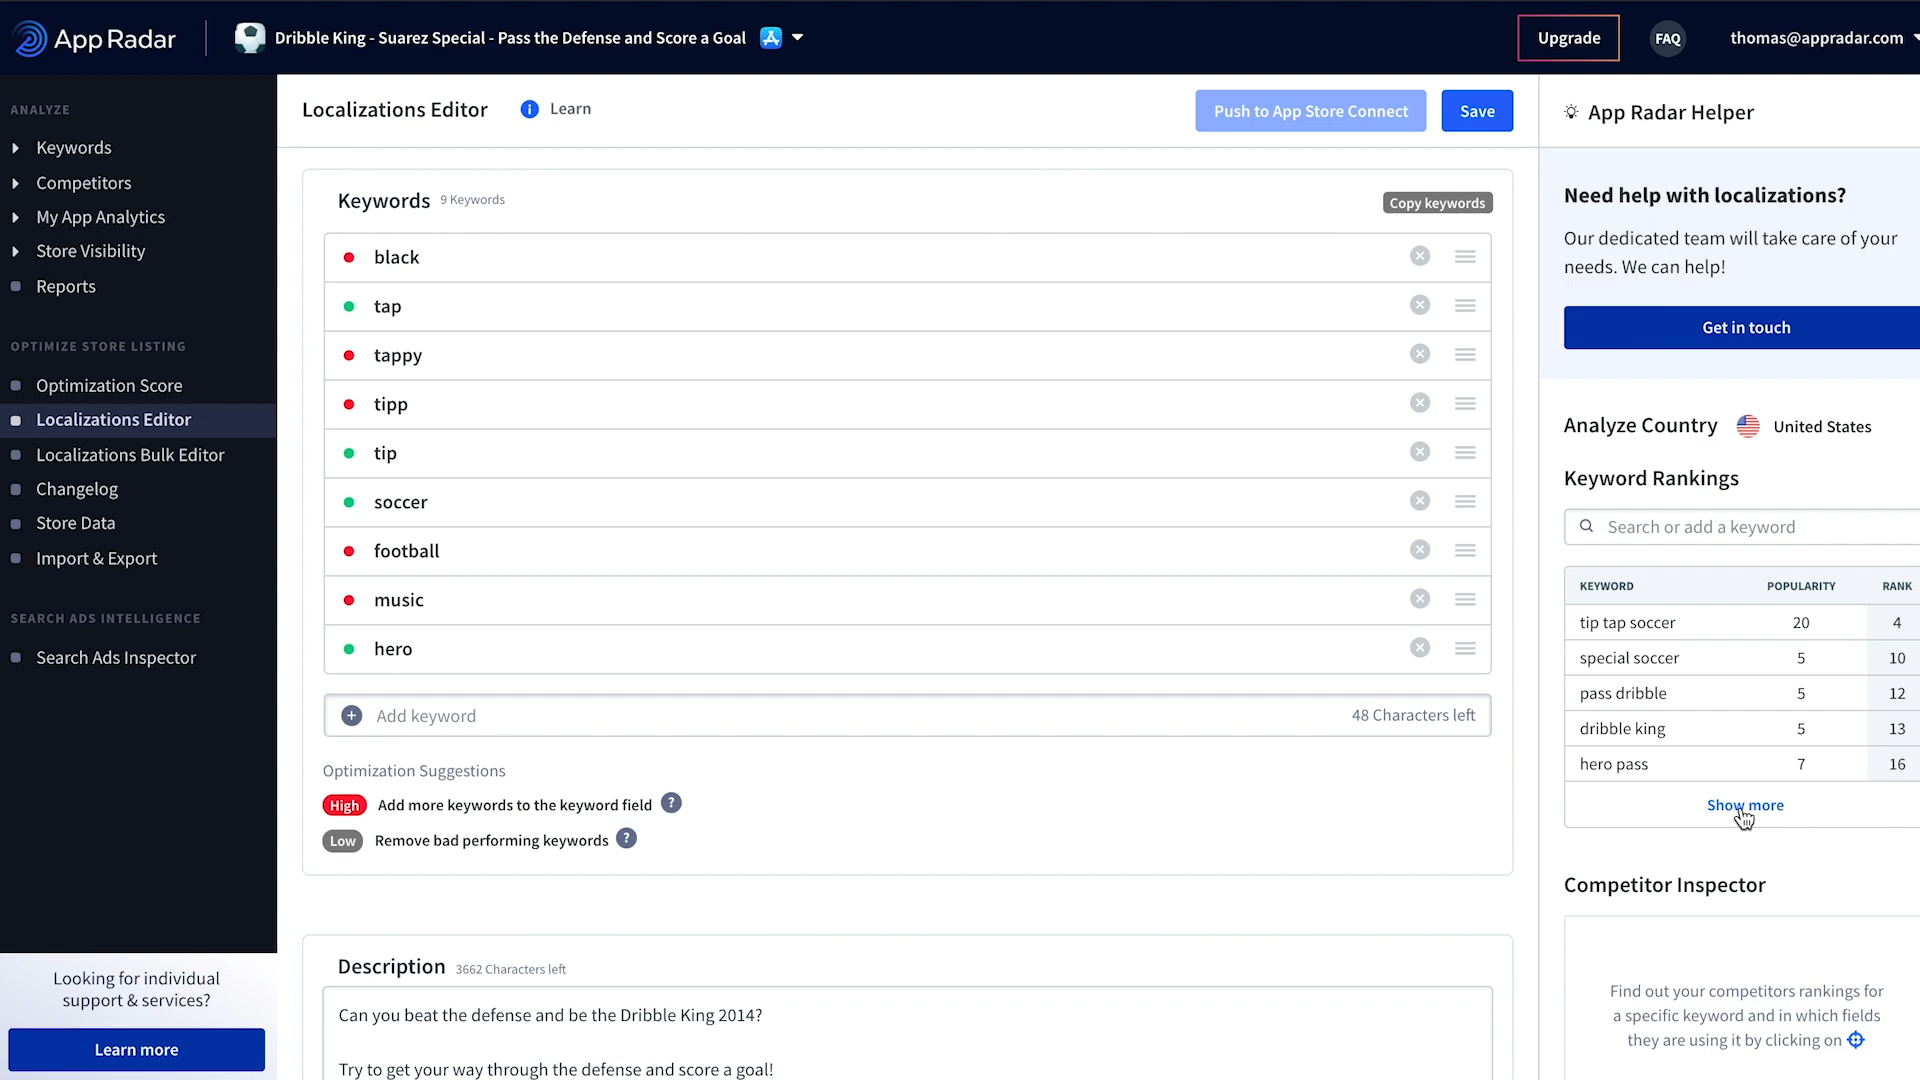 App Radar
Dribble King - Suarez Special - Pass the Defense and Score a Goal
Upgrade
FAQ
thomas@appradar.com
ANALYZE
Keywords
Competitors
My App Analytics
Store Visibility
Reports
OPTIMIZE STORE LISTING
Optimization Score
Localizations Editor
Localizations Bulk Editor
Changelog
Store Data
Import & Export
SEARCH ADS INTELLIGENCE
Search Ads Inspector
Looking for individual
support & services?
Learn more
Localizations Editor
Learn
Push to App Store Connect
Save
Keywords 9 Keywords
Copy keywords
black
tap
tappy
tipp
tip
soccer
football
music
hero
Add keyword
48 Characters left
Optimization Suggestions
High Add more keywords to the keyword field ?
Low Remove bad performing keywords ?
Description 3662 Characters left
Can you beat the defense and be the Dribble King 2014?
Try to get your way through the defense and score a goal!
App Radar Helper
Need help with localizations?
Our dedicated team will take care of your
needs. We can help!
Get in touch
Analyze Country United States
Keyword Rankings
Search or add a keyword
KEYWORD POPULARITY RANK
tip tap soccer 20 4
special soccer 5 10
pass dribble 5 12
dribble king 5 13
hero pass 7 16
Show more
Competitor Inspector
Find out your competitors rankings for
a specific keyword and in which fields
they are using it by clicking on